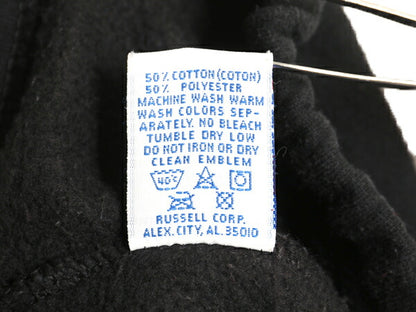 50% COTTON (COTON)
50% POLYESTER
MACHINE WASH WARM
WASH COLORS SEP-
ARATELY. NO BLEACH
TUMBLE DRY LOW
DO NOT IRON OR DRY
CLEAN EMBLEM
40°C
RUSSELL CORP.
ALEX. CITY, AL. 35010